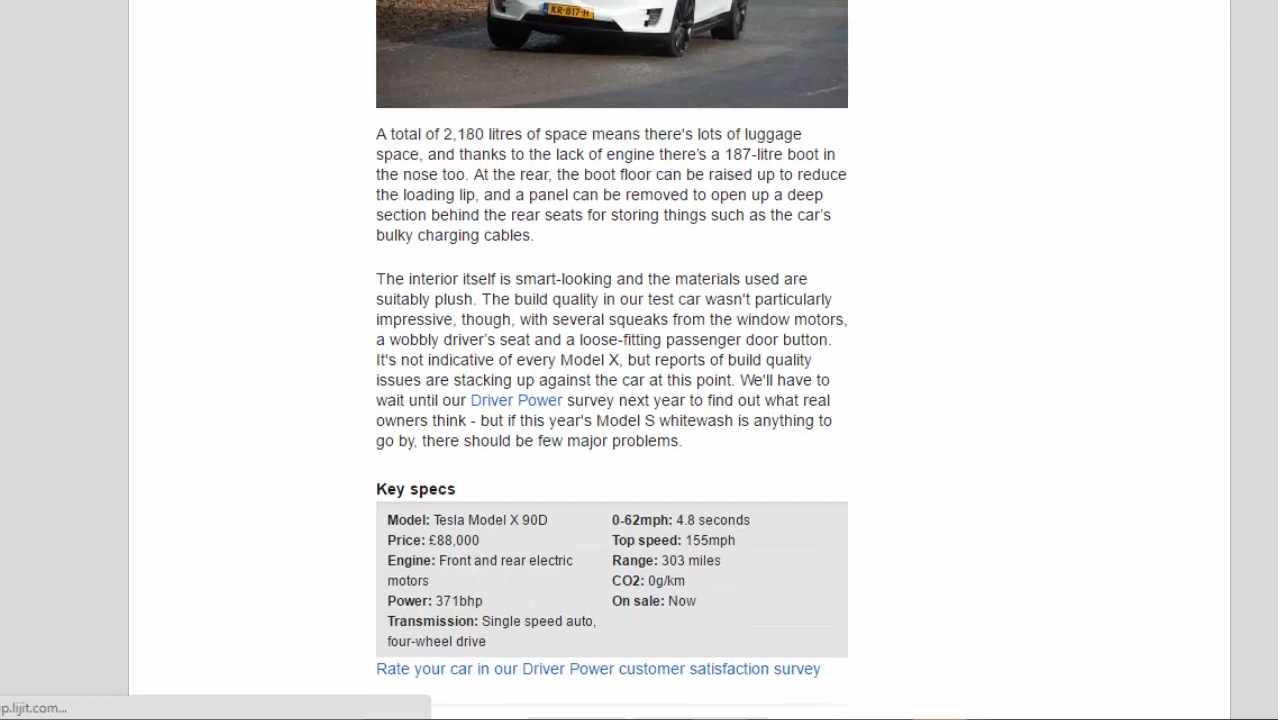 KR-817-H
A total of 2,180 litres of space means there's lots of luggage
space, and thanks to the lack of engine there's a 187-litre boot in
the nose too. At the rear, the boot floor can be raised up to reduce
the loading lip, and a panel can be removed to open up a deep
section behind the rear seats for storing things such as the car's
bulky charging cables.
The interior itself is smart-looking and the materials used are
suitably plush. The build quality in our test car wasn't particularly
impressive, though, with several squeaks from the window motors,
a wobbly driver's seat and a loose-fitting passenger door button.
It's not indicative of every Model X, but reports of build quality
issues are stacking up against the car at this point. We'll have to
wait until our Driver Power survey next year to find out what real
owners think - but if this year's Model S whitewash is anything to
go by, there should be few major problems.
Key specs
Model: Tesla Model X 90D
Price: £88,000
Engine: Front and rear electric
motors
Power: 371bhp
Transmission: Single speed auto,
four-wheel drive
0-62mph: 4.8 seconds
Top speed: 155mph
Range: 303 miles
CO2: 0g/km
On sale: Now
Rate your car in our Driver Power customer satisfaction survey
p.lijit.com...